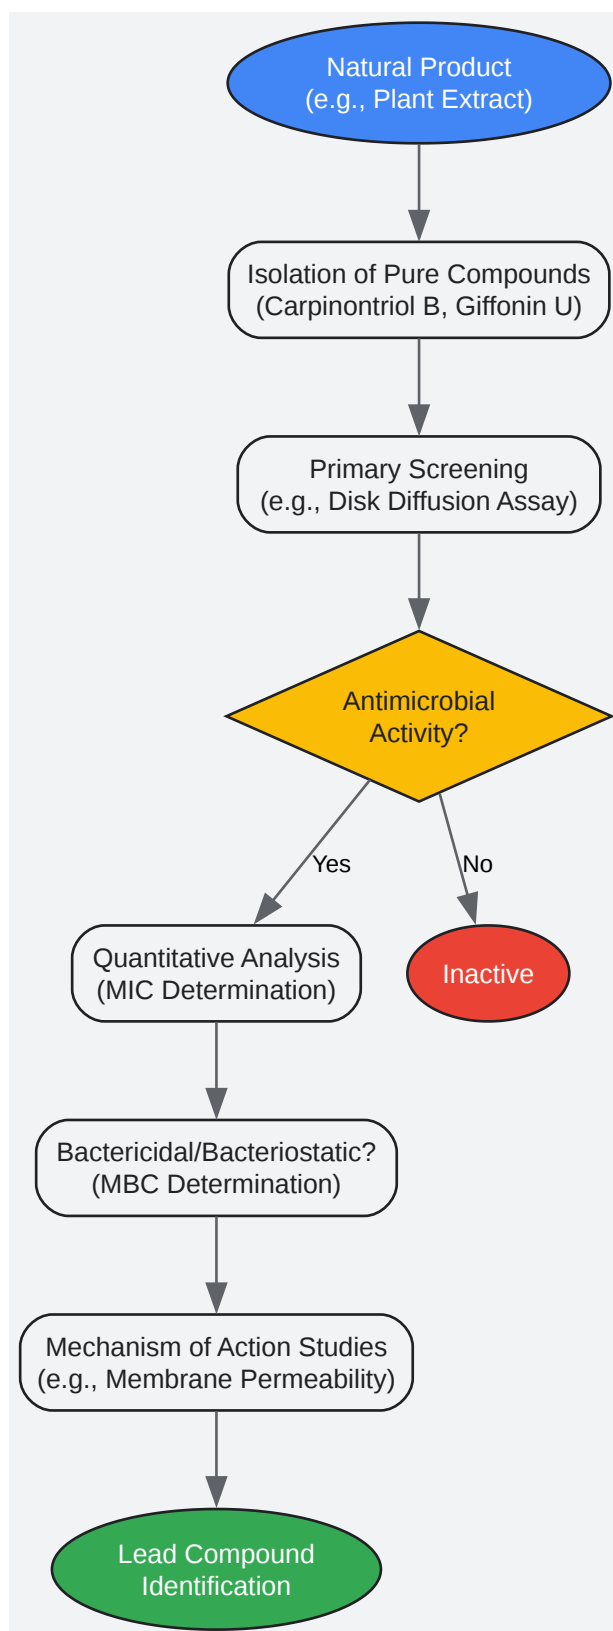 Natural Product
(e.g., Plant Extract)
Isolation of Pure Compounds
(Carpinontriol B, Giffonin U)
Primary Screening
(e.g., Disk Diffusion Assay)
Antimicrobial
Activity?
Yes
No
Quantitative Analysis
(MIC Determination)
Inactive
Bactericidal/Bacteriostatic?
(MBC Determination)
Mechanism of Action Studies
(e.g., Membrane Permeability)
Lead Compound
Identification